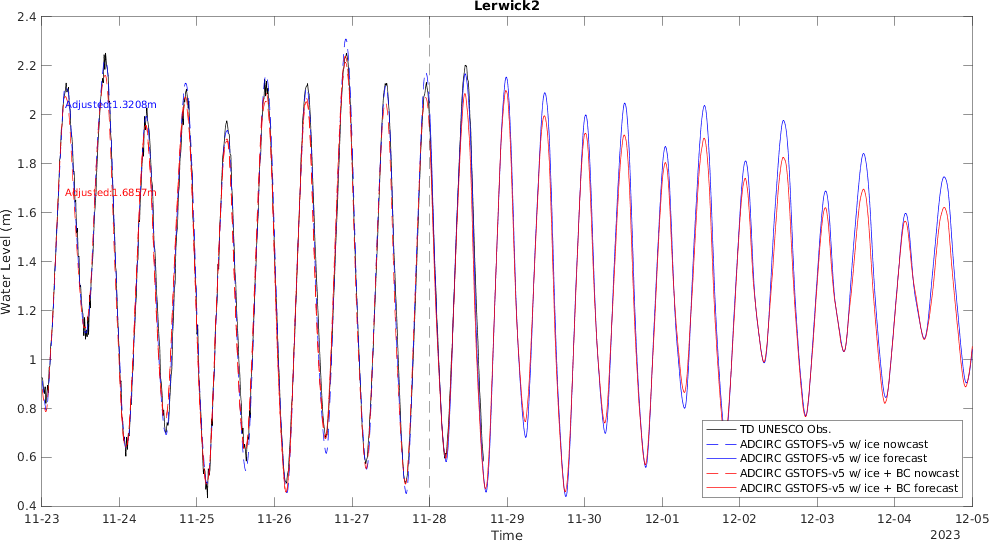 Lerwick2
2.4
2.2
2
1.8
1.6
1.4
1.2
1
0.8
0.6
0.4
Water Level (m)
Adjusted:1.3208m
Adjusted:1.6857m
TD UNESCO Obs.
ADCIRC GSTOFS-v5 w/ ice nowcast
ADCIRC GSTOFS-v5 w/ ice forecast
ADCIRC GSTOFS-v5 w/ ice + BC nowcast
ADCIRC GSTOFS-v5 w/ ice + BC forecast
11-23 11-24 11-25 11-26 11-27 11-28 11-29 11-30 12-01 12-02 12-03 12-04 12-05
Time
2023